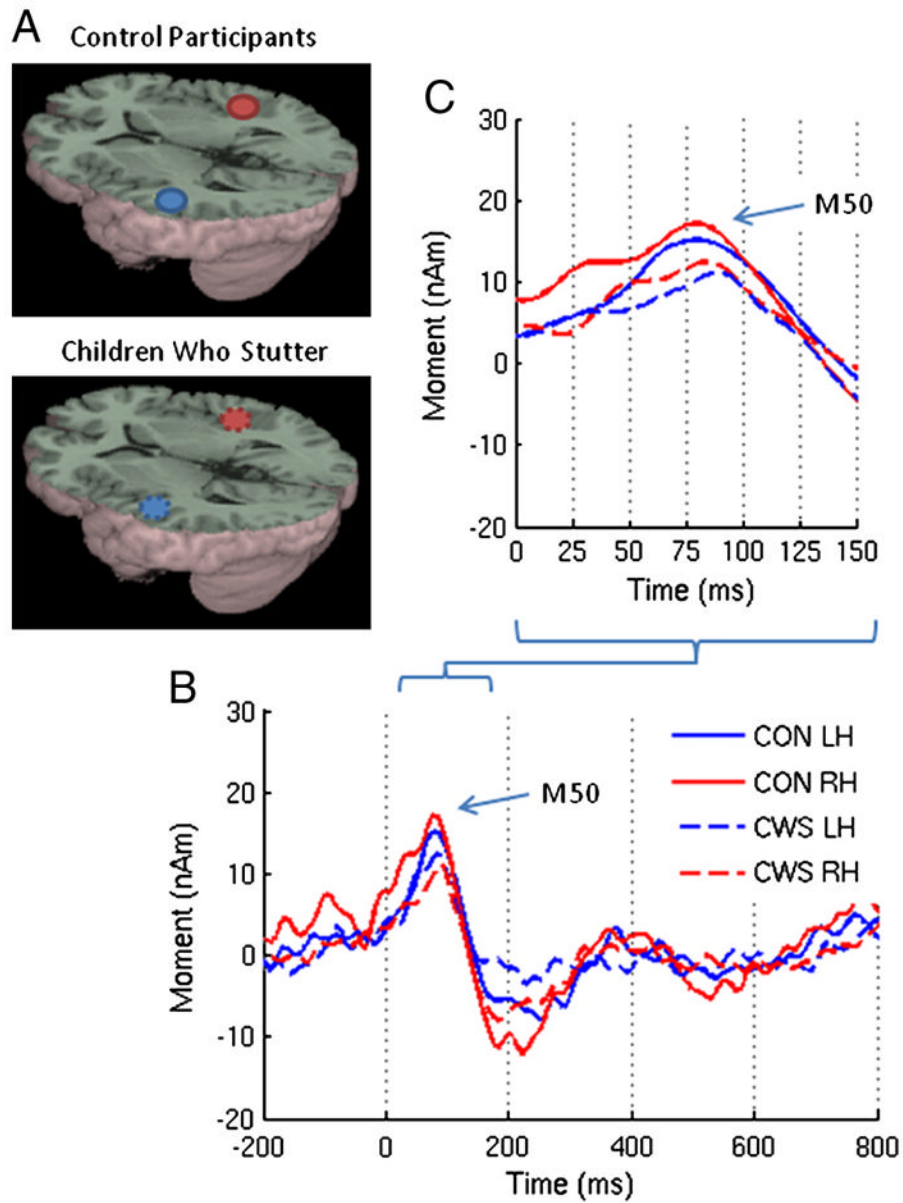 A
Control Participants
Children Who Stutter
C
30
20
10
0
-10
-20
Moment (nAm)
M50
0 25 50 75 100 125 150
Time (ms)
B
30
20
10
0
-10
-20
Moment (nAm)
M50
CON LH
CON RH
CWS LH
CWS RH
-200 0 200 400 600 800
Time (ms)